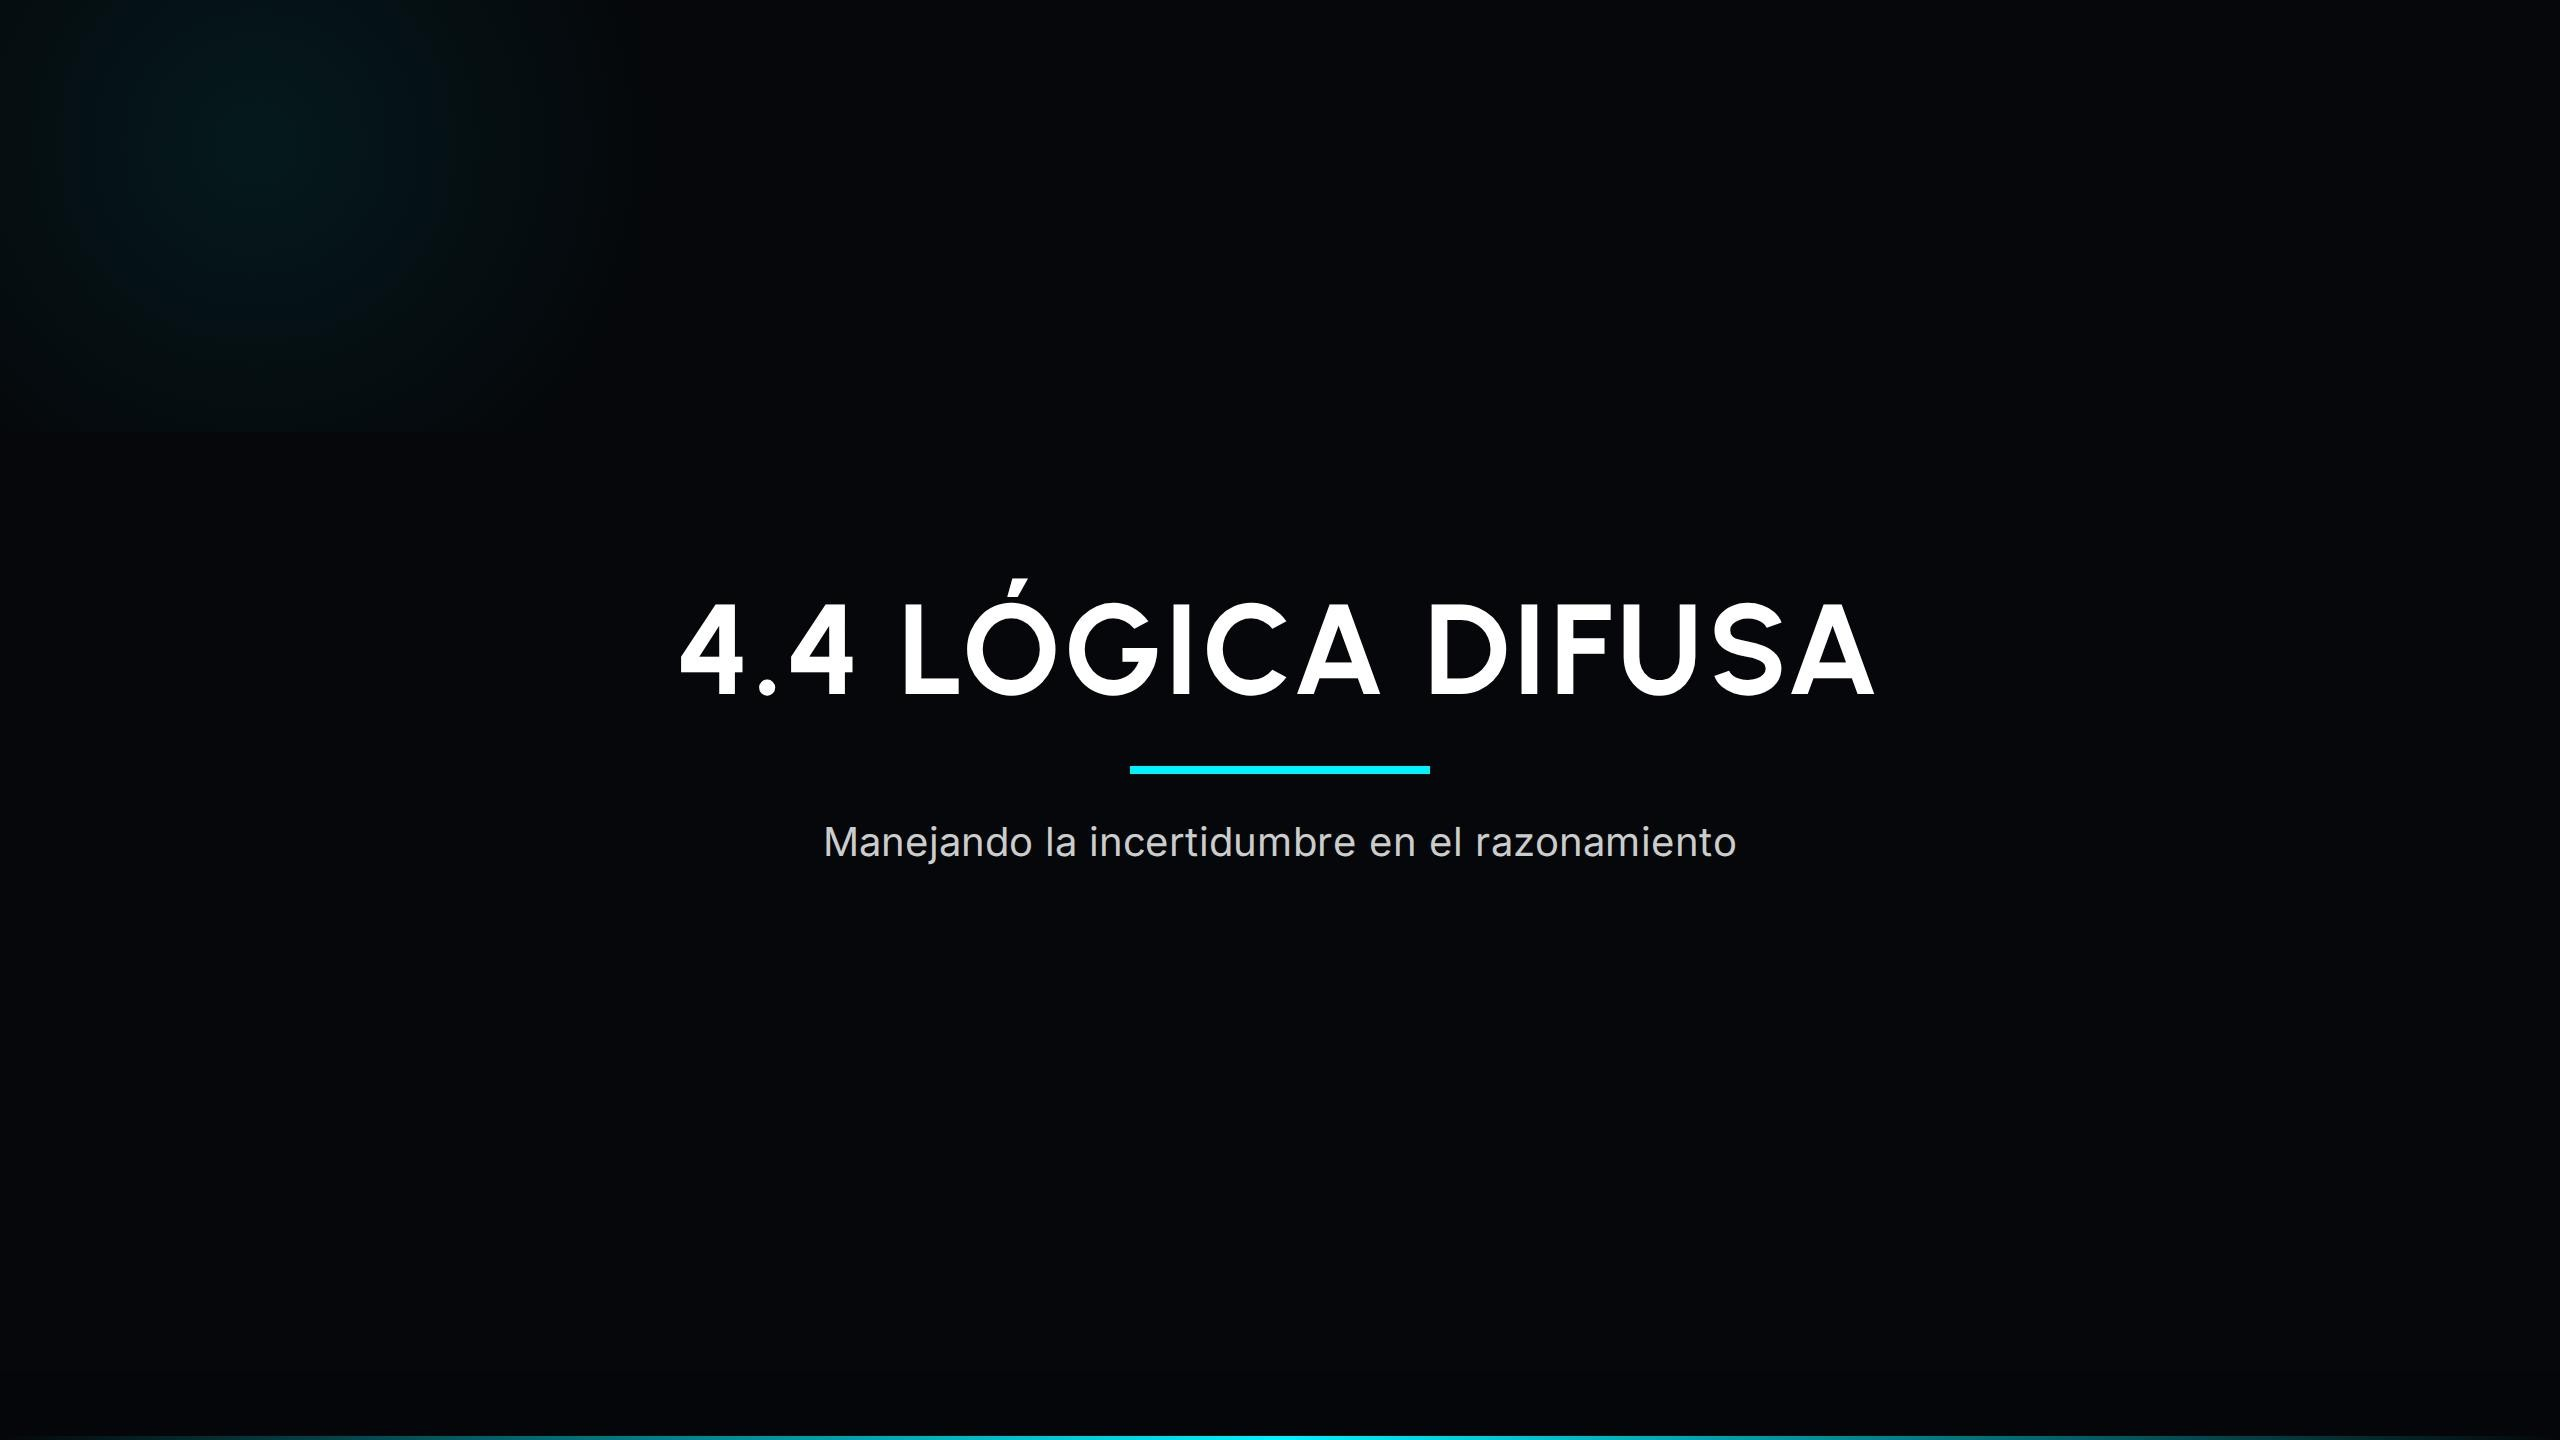 4.4 LÓGICA DIFUSA
Manejando la incertidumbre en el razonamiento